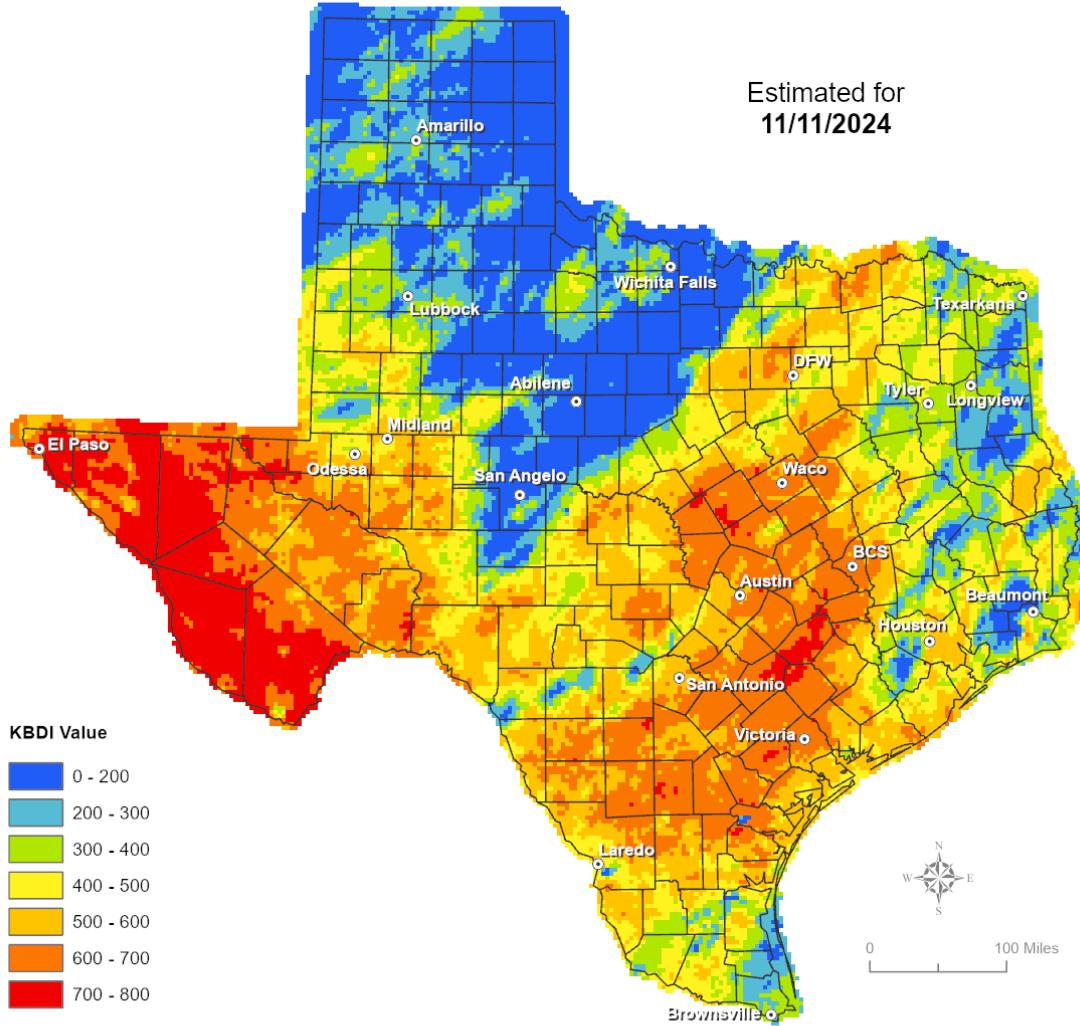 Estimated for
11/11/2024
Amarillo
Wichita Falls
Lubbock
Texarkana
DFW
Abilene
Tyler
Longview
Midland
El Paso
Odessa
San Angelo
Waco
BCS
Austin
Beaumont
Houston
San Antonio
Victoria
Laredo
Brownsville
KBDI Value
0 - 200
200 - 300
300 - 400
400 - 500
500 - 600
600 - 700
700 - 800
N
W
E
S
0
100 Miles